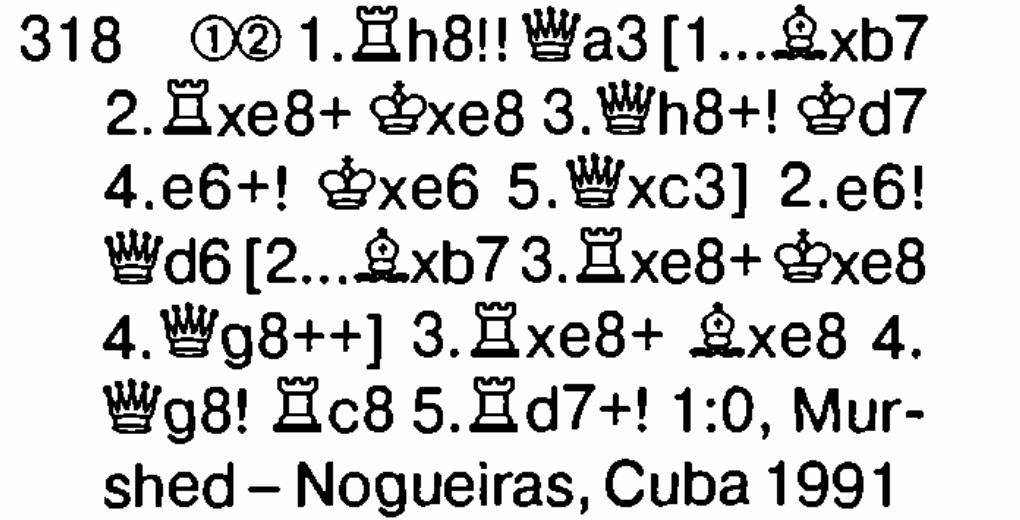 318 ①② 1.♖h8!! ♕a3 [1...♗xb7
2.♖xe8+ ♔xe8 3.♕h8+! ♔d7
4.e6+! ♔xe6 5.♕xc3] 2.e6!
♕d6 [2...♗xb7 3.♖xe8+ ♔xe8
4.♕g8++] 3.♖xe8+ ♗xe8 4.
♕g8! ♖c8 5.♖d7+! 1:0, Mur-
shed – Nogueiras, Cuba 1991